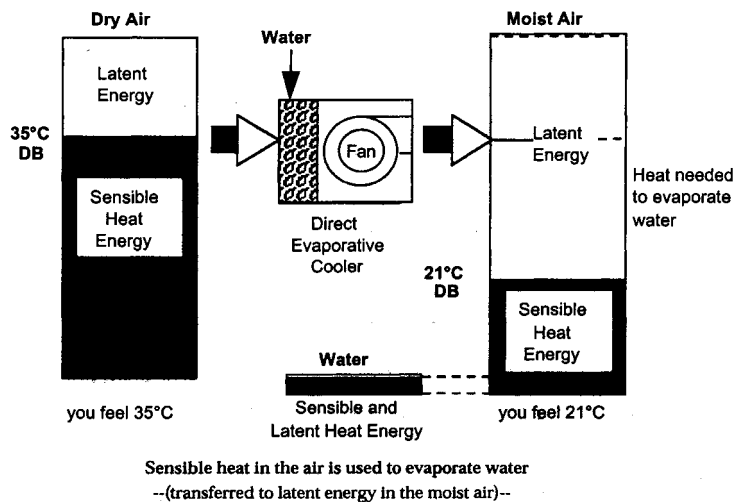 Dry Air
Moist Air
Water
Latent
Energy
35°C
DB
Fan
Latent
Energy
Sensible
Heat
Energy
Heat needed
to evaporate
water
Direct
Evaporative
Cooler
21°C
DB
Sensible
Heat
Energy
Water
you feel 35°C
Sensible and
Latent Heat Energy
you feel 21°C
Sensible heat in the air is used to evaporate water
--(transferred to latent energy in the moist air)--